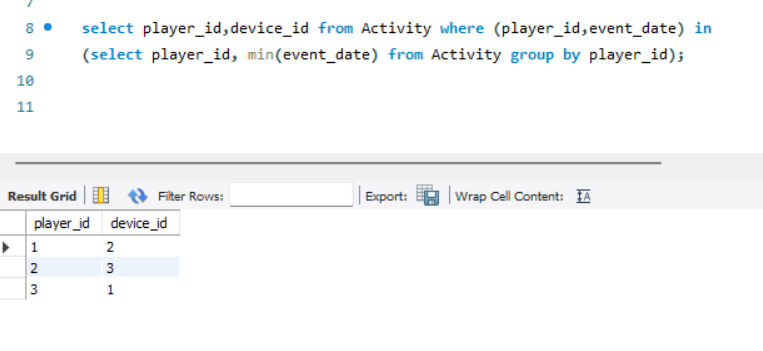 8 select player_id,device_id from Activity where (player_id,event_date) in
9 (select player_id, min(event_date) from Activity group by player_id);
10
11
Result Grid Filter Rows: Export: Wrap Cell Content: IA
player_id device_id
1 2
2 3
3 1